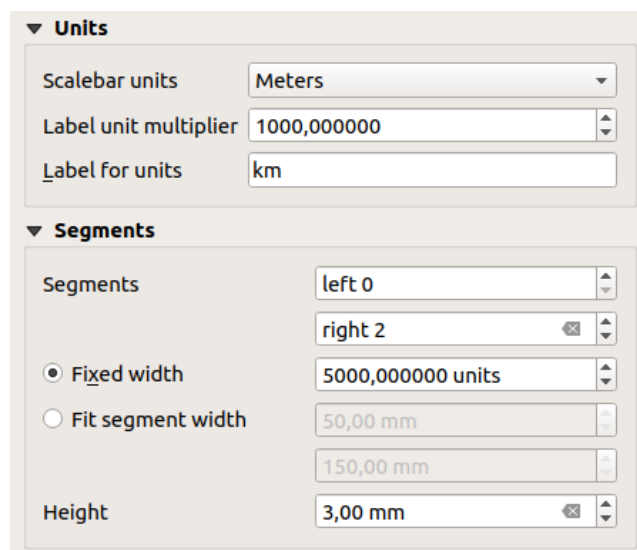 Units
Scalebar units Meters
Label unit multiplier 1000,000000
Label for units km
Segments
Segments left 0
right 2
Fixed width 5000,000000 units
Fit segment width 50,00 mm
150,00 mm
Height 3,00 mm